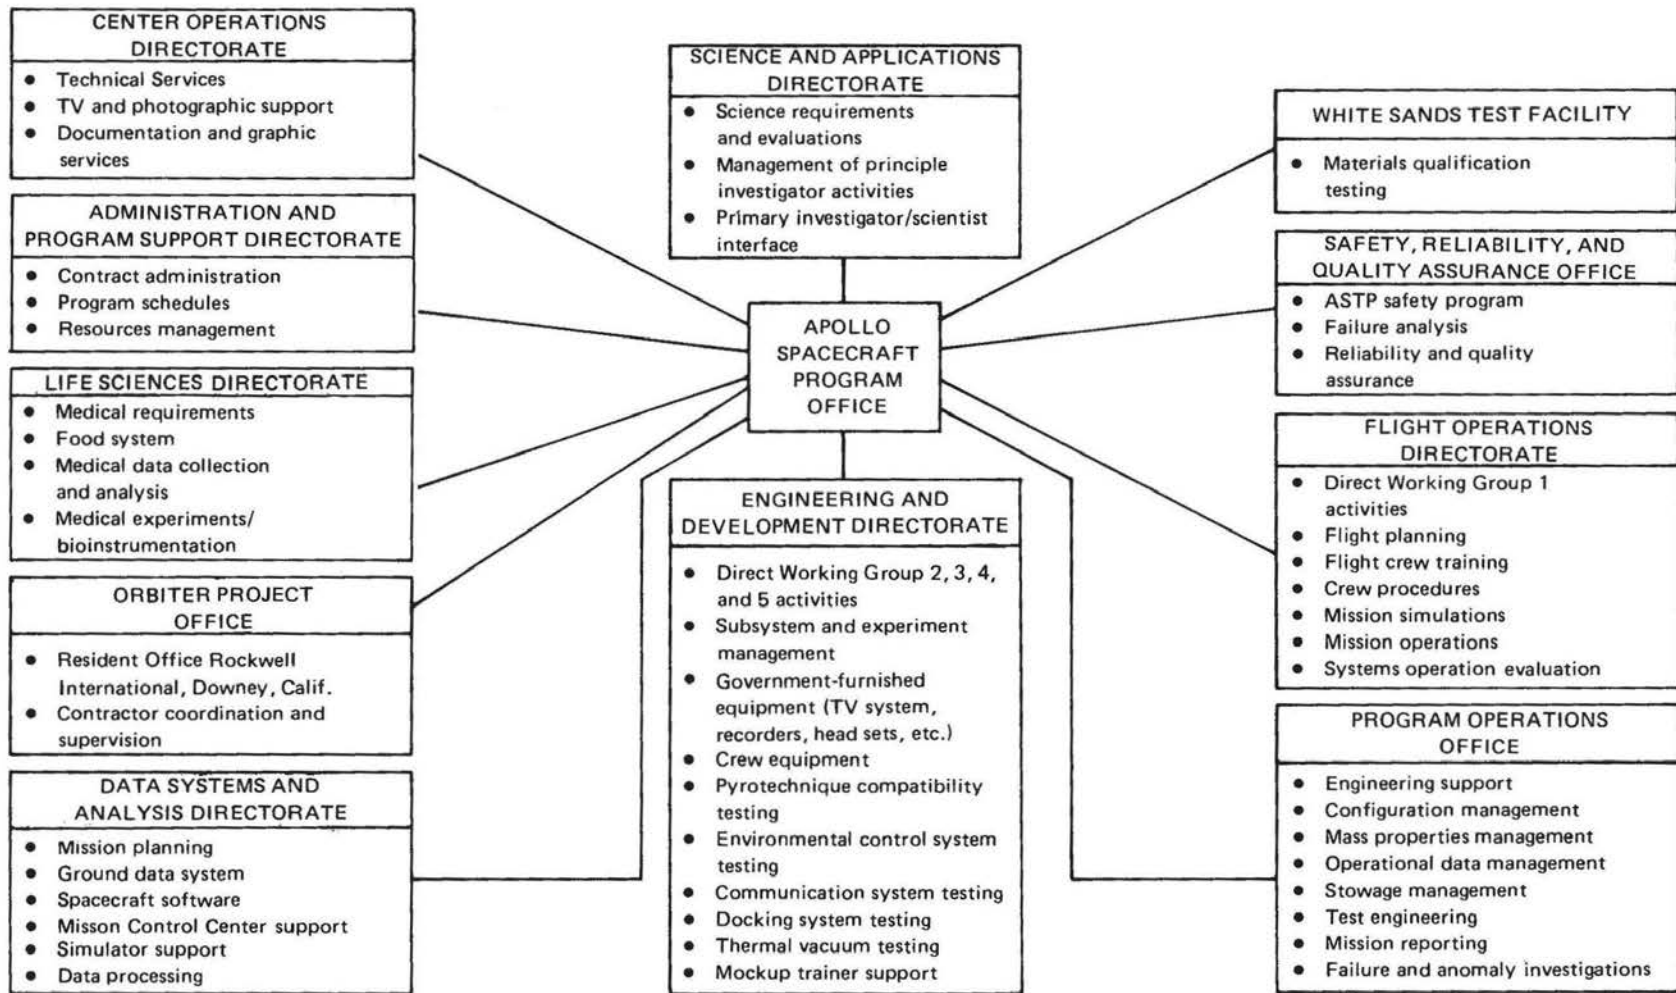 CENTER OPERATIONS
DIRECTORATE
● Technical Services
● TV and photographic support
● Documentation and graphic
services
ADMINISTRATION AND
PROGRAM SUPPORT DIRECTORATE
● Contract administration
● Program schedules
● Resources management
LIFE SCIENCES DIRECTORATE
● Medical requirements
● Food system
● Medical data collection
and analysis
● Medical experiments/
bioinstrumentation
ORBITER PROJECT
OFFICE
● Resident Office Rockwell
International, Downey, Calif.
● Contractor coordination and
supervision
DATA SYSTEMS AND
ANALYSIS DIRECTORATE
● Mission planning
● Ground data system
● Spacecraft software
● Misson Control Center support
● Simulator support
● Data processing
SCIENCE AND APPLICATIONS
DIRECTORATE
● Science requirements
and evaluations
● Management of principle
investigator activities
● Primary investigator/scientist
interface
APOLLO
SPACECRAFT
PROGRAM
OFFICE
ENGINEERING AND
DEVELOPMENT DIRECTORATE
● Direct Working Group 2, 3, 4,
and 5 activities
● Subsystem and experiment
management
● Government-furnished
equipment (TV system,
recorders, head sets, etc.)
● Crew equipment
● Pyrotechnique compatibility
testing
● Environmental control system
testing
● Communication system testing
● Docking system testing
● Thermal vacuum testing
● Mockup trainer support
WHITE SANDS TEST FACILITY
● Materials qualification
testing
SAFETY, RELIABILITY, AND
QUALITY ASSURANCE OFFICE
● ASTP safety program
● Failure analysis
● Reliability and quality
assurance
FLIGHT OPERATIONS
DIRECTORATE
● Direct Working Group 1
activities
● Flight planning
● Flight crew training
● Crew procedures
● Mission simulations
● Mission operations
● Systems operation evaluation
PROGRAM OPERATIONS
OFFICE
● Engineering support
● Configuration management
● Mass properties management
● Operational data management
● Stowage management
● Test engineering
● Mission reporting
● Failure and anomaly investigations